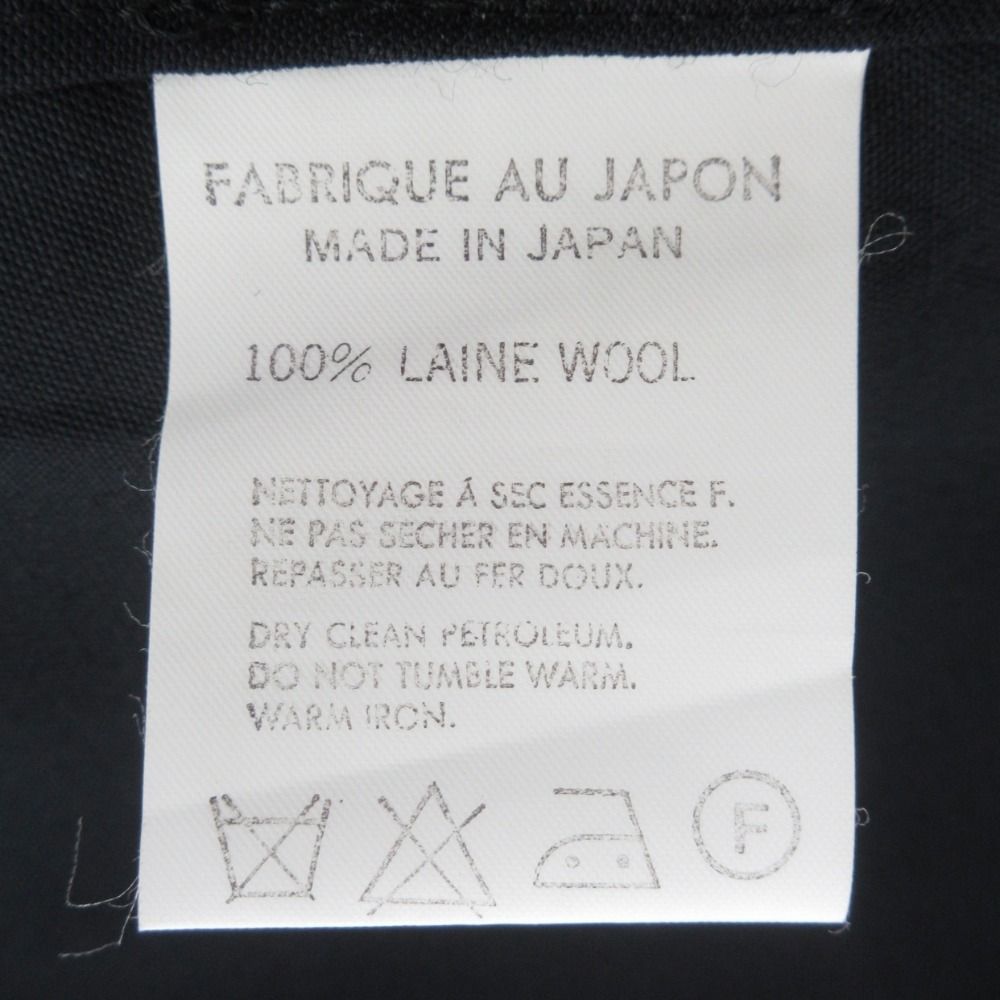 FABRIQUE AU JAPON
MADE IN JAPAN
100% LAINE WOOL
NETTOYAGE Á SEC ESSENCE F.
NE PAS SECHER EN MACHINE.
REPASSER AU FER DOUX.
DRY CLEAN PETROLEUM.
DO NOT TUMBLE WARM.
WARM IRON.
F